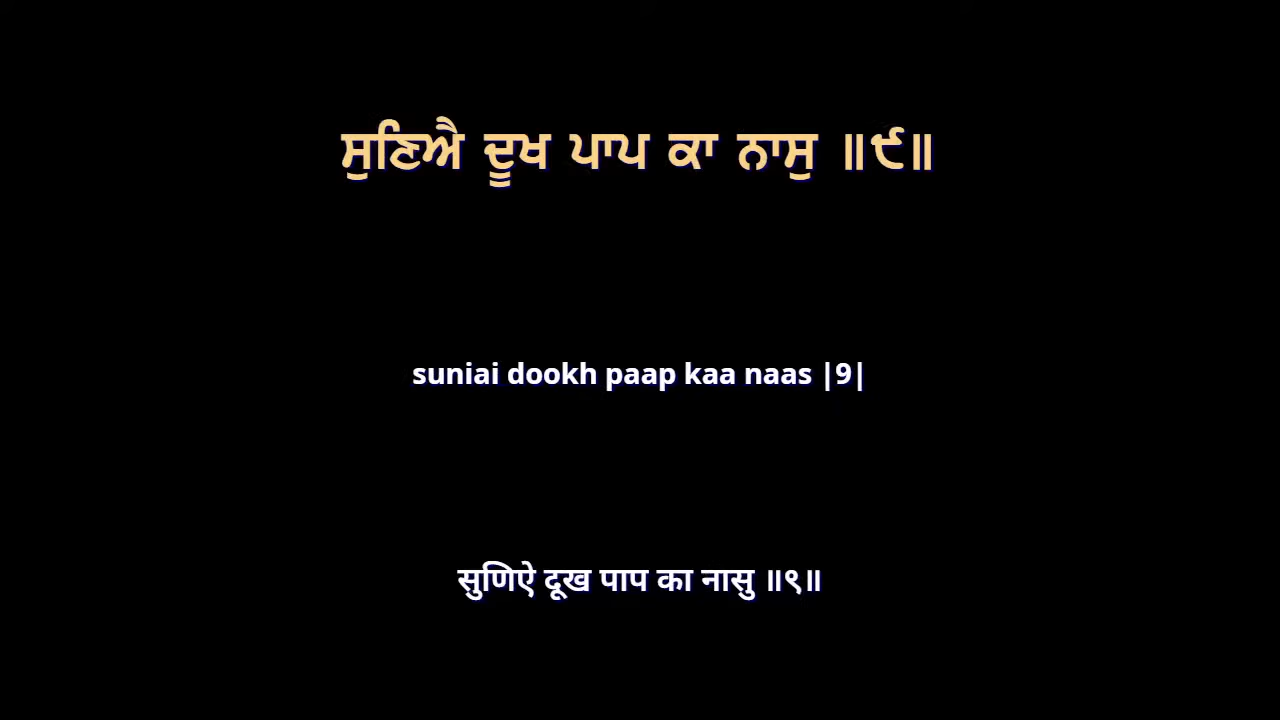 ਸੁਣਿਐ ਦੂਖ ਪਾਪ ਕਾ ਨਾਸੁ ॥੯॥
suniai dookh paap kaa naas |9|
सुणिऐ दूख पाप का नासु ॥९॥